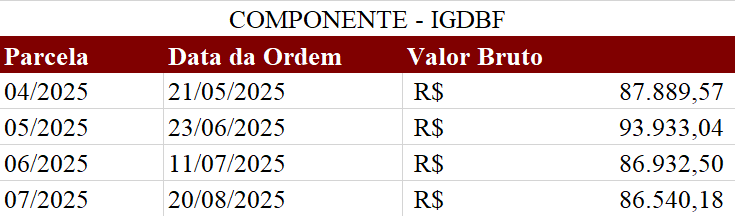 COMPONENTE - IGDBF
Parcela Data da Ordem Valor Bruto
04/2025 21/05/2025 R$ 87.889,57
05/2025 23/06/2025 R$ 93.933,04
06/2025 11/07/2025 R$ 86.932,50
07/2025 20/08/2025 R$ 86.540,18